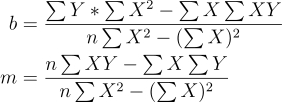 b = \frac{\sum Y * \sum X^2 - \sum X \sum XY}{n \sum X^2 - (\sum X)^2}
m = \frac{n \sum XY - \sum X \sum Y}{n \sum X^2 - (\sum X)^2}